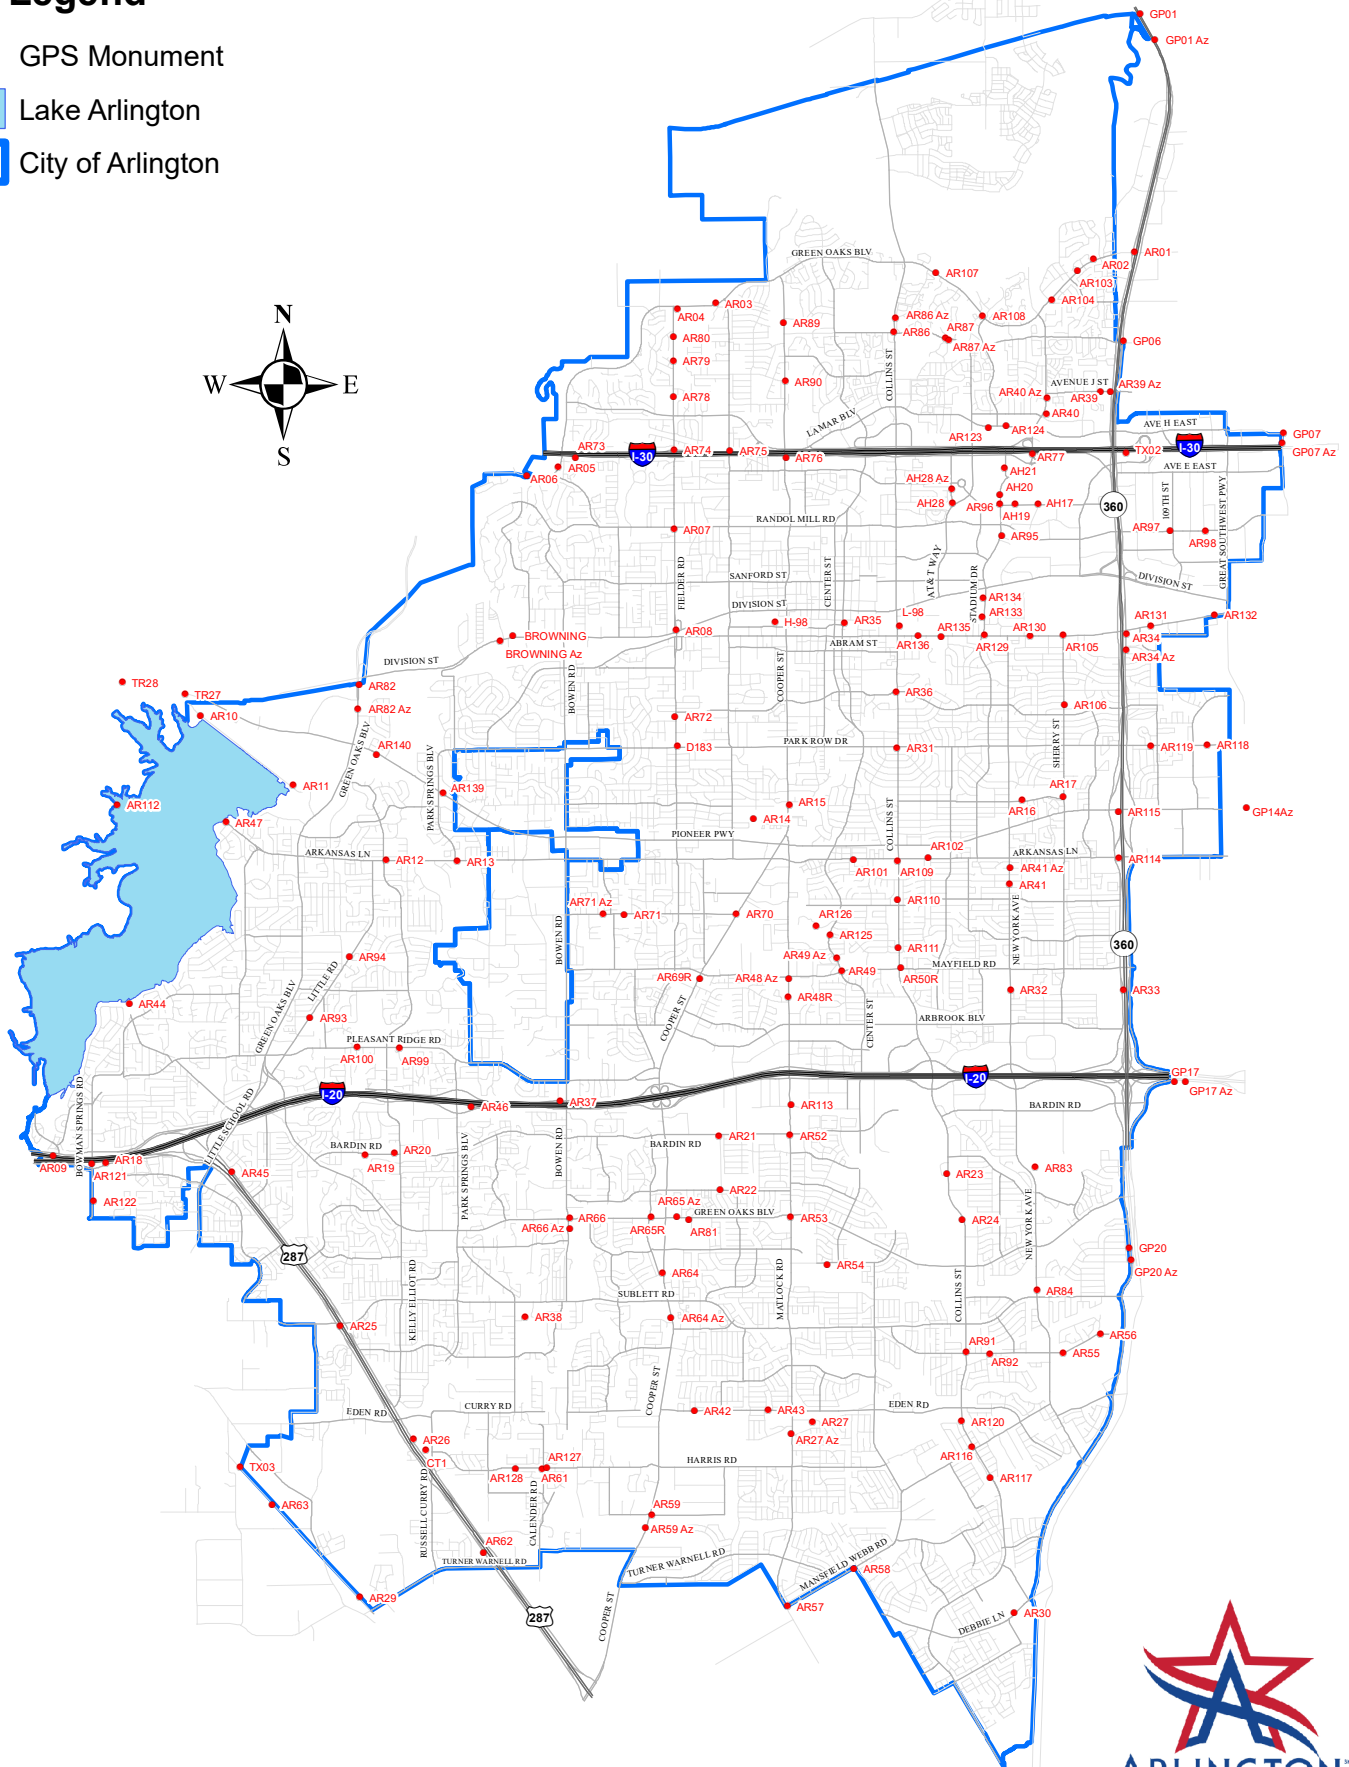 Legend
GPS Monument
Lake Arlington
City of Arlington
N
W
E
S
GP01
GP01 Az
GREEN OAKS BLV
AR01
AR02
AR107
AR103
AR104
AR03
AR04
AR89
AR86 Az
AR87
AR108
AR80
AR86
AR87 Az
GP06
AR79
COLLINS ST
AR90
AVENUE J ST
AR39 Az
AR40 Az
AR39
AR78
AR40
LAMAR BLV
AR123
AR124
AVE H EAST
GP07
AR73
I-30
AR74
AR75
AR76
AR77
TX02
I-30
GP07 Az
AR05
AR06
AH21
AVE E EAST
AH28 Az
AH20
AH28
AR96
AH19
AH17
360
109TH ST
GREAT SOUTHWEST PWY
RANDOL MILL RD
AR07
AR95
AR97
AR98
FIELDER RD
SANFORD ST
CENTER ST
AT&T WAY
STADIUM DR
DIVISION ST
DIVISION ST
AR134
AR133
L-98
H-98
AR35
AR131
AR132
AR08
AR135
AR130
AR34
BROWNING
ABRAM ST
AR136
AR129
AR105
BROWNING Az
AR34 Az
DIVISION ST
BOWEN RD
COOPER ST
TR28
AR82
TR27
AR36
AR82 Az
AR10
AR72
AR106
D183
PARK ROW DR
AR31
SHERRY ST
AR119
AR118
AR140
GREEN OAKS BLV
PARK SPRINGS BLV
AR11
AR139
AR112
AR15
AR17
AR16
GP14Az
AR47
AR14
COLLINS ST
AR115
PIONEER PWY
ARKANSAS LN
AR12
AR13
AR102
ARKANSAS LN
AR114
AR101
AR109
AR41 Az
AR41
AR71 Az
AR71
AR70
AR110
AR126
AR125
NEW YORK AVE
BOWEN RD
AR111
360
AR94
AR49 Az
LITTLE RD
AR69R
AR48 Az
AR49
AR50R
MAYFIELD RD
AR44
AR48R
AR32
AR33
GREEN OAKS BLV
AR93
COOPER ST
CENTER ST
ARBROOK BLV
PLEASANT RIDGE RD
AR100
AR99
I-20
GP17
GP17 Az
BOWMAN SPRINGS RD
I-20
AR46
AR37
AR113
BARDIN RD
LITTLE SCHOOL RD
BARDIN RD
AR20
AR19
PARK SPRINGS BLV
BOWEN RD
BARDIN RD
AR21
AR52
AR09
AR18
AR121
AR45
AR83
AR23
AR122
AR22
AR65 Az
AR66
AR66 Az
AR65R
GREEN OAKS BLV
AR81
AR53
AR24
NEW YORK AVE
287
GP20
GP20 Az
KELLY ELLIOT RD
AR64
MATLOCK RD
AR54
COLLINS ST
SUBLETT RD
AR84
AR25
AR38
AR64 Az
AR56
AR91
AR92
AR55
COOPER ST
EDEN RD
CURRY RD
AR42
AR43
EDEN RD
AR27
AR120
AR27 Az
AR26
CT1
AR116
TX03
RUSSELL CURRY RD
AR127
AR128
AR61
HARRIS RD
AR117
AR63
CALENDER RD
AR59
AR59 Az
AR62
TURNER WARNELL RD
TURNER WARNELL RD
MANSFIELD WEBB RD
AR58
AR29
287
COOPER ST
AR57
DEBBIE LN
AR30
ARLINGTON